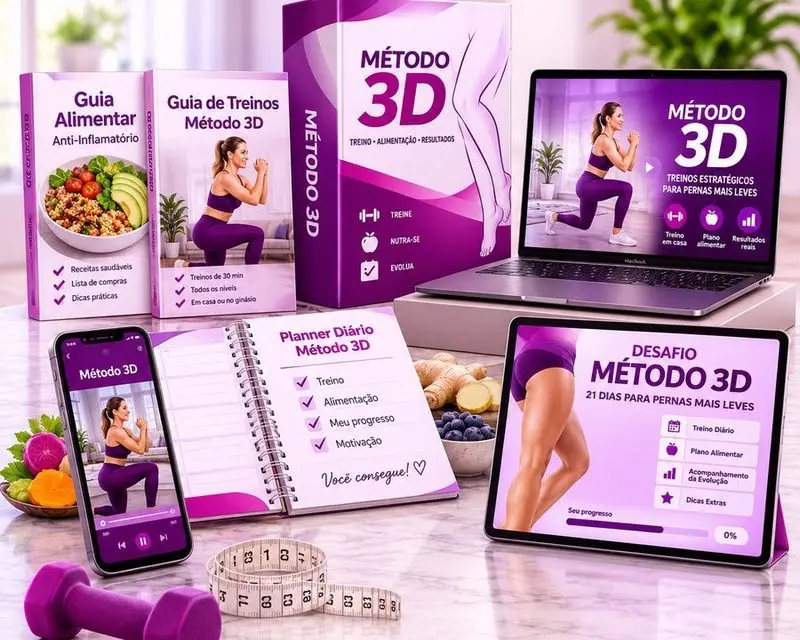 Guia
Alimentar
Anti-Inflamatório
Receitas saudáveis
Lista de compras
Dicas práticas
Guia de Treinos
Método 3D
Treinos de 30 min
Todos os níveis
Em casa ou no ginásio
MÉTODO 3D
MÉTODO
3D
TREINO • ALIMENTAÇÃO • RESULTADOS
TREINE
NUTRA-SE
EVOLUA
MÉTODO
3D
TREINOS ESTRATÉGICOS
PARA PERNAS MAIS LEVES
Treino
em casa
Plano
alimentar
Resultados
reais
MacBook
Método 3D
Planner Diário
Método 3D
Treino
Alimentação
Meu progresso
Motivação
Você consegue!
DESAFIO
MÉTODO 3D
21 DIAS PARA PERNAS MAIS LEVES
Treino Diário
Plano Alimentar
Acompanhamento
da Evolução
Dicas Extras
Seu progresso
0%